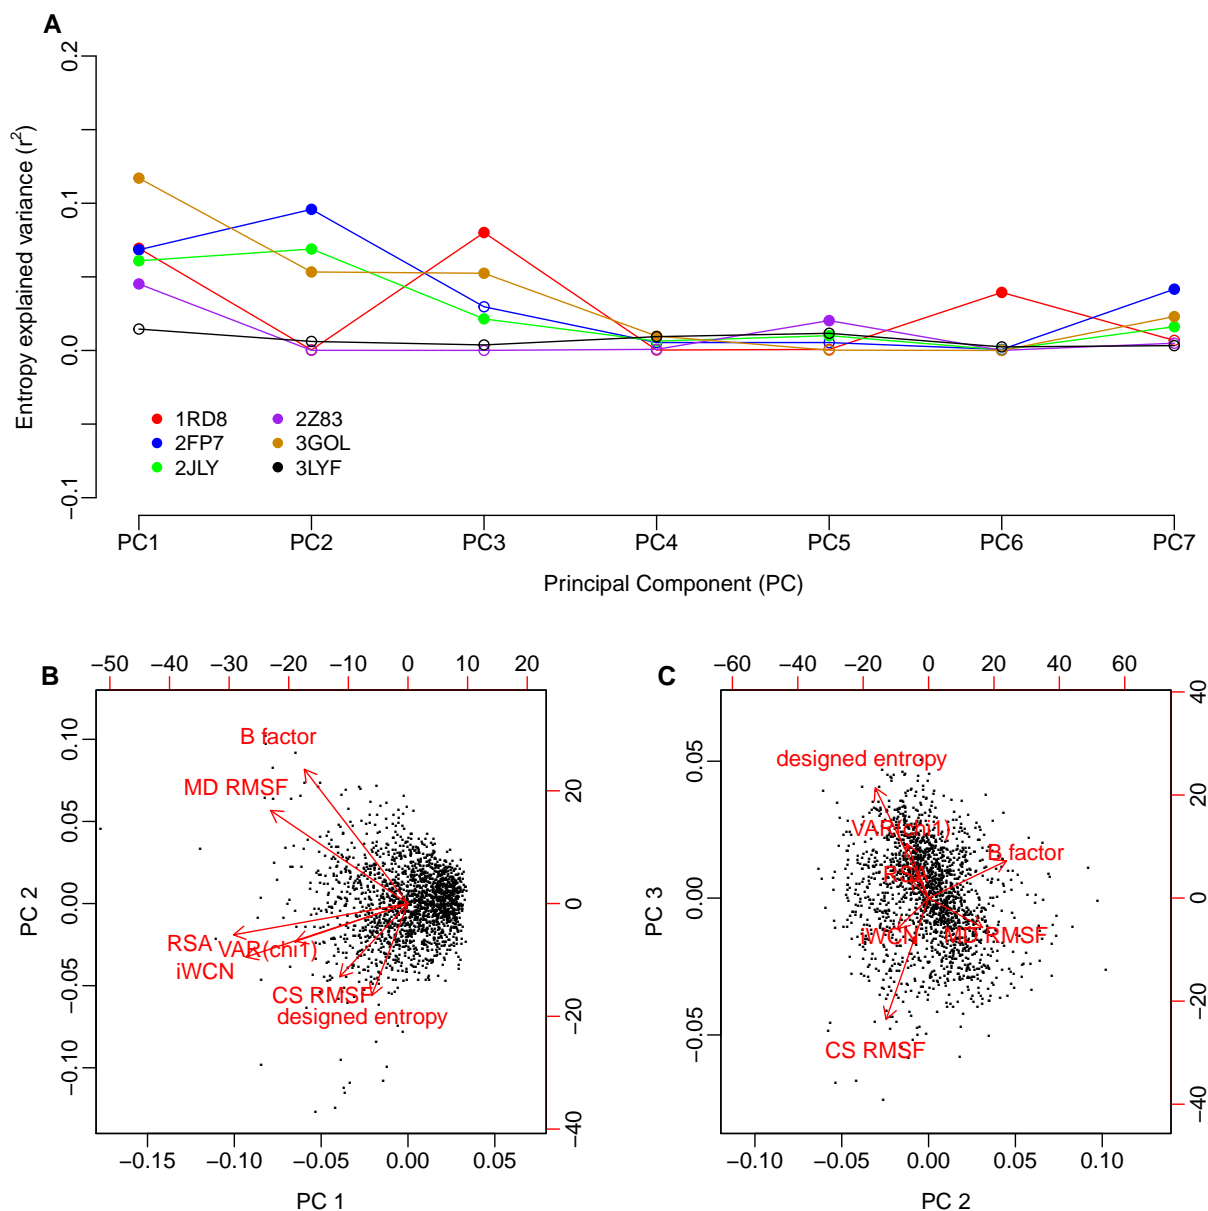 A
Entropy explained variance (r2)
0.2
0.1
0.0
−0.1
1RD8
2FP7
2JLY
2Z83
3GOL
3LYF
PC1 PC2 PC3 PC4 PC5 PC6 PC7
Principal Component (PC)
B
−50 −40 −30 −20 −10 0 10 20
PC 2
0.10
0.05
0.00
−0.05
−0.10
20
0
−20
−40
B factor
MD RMSF
RSA
VAR(chi1)
iWCN
CS RMSF
designed entropy
−0.15 −0.10 −0.05 0.00 0.05
PC 1
C
−60 −40 −20 0 20 40 60
PC 3
0.05
0.00
−0.05
40
20
0
−20
−40
designed entropy
VAR(chi1)
B factor
RSA
iWCN
MD RMSF
CS RMSF
−0.10 −0.05 0.00 0.05 0.10
PC 2